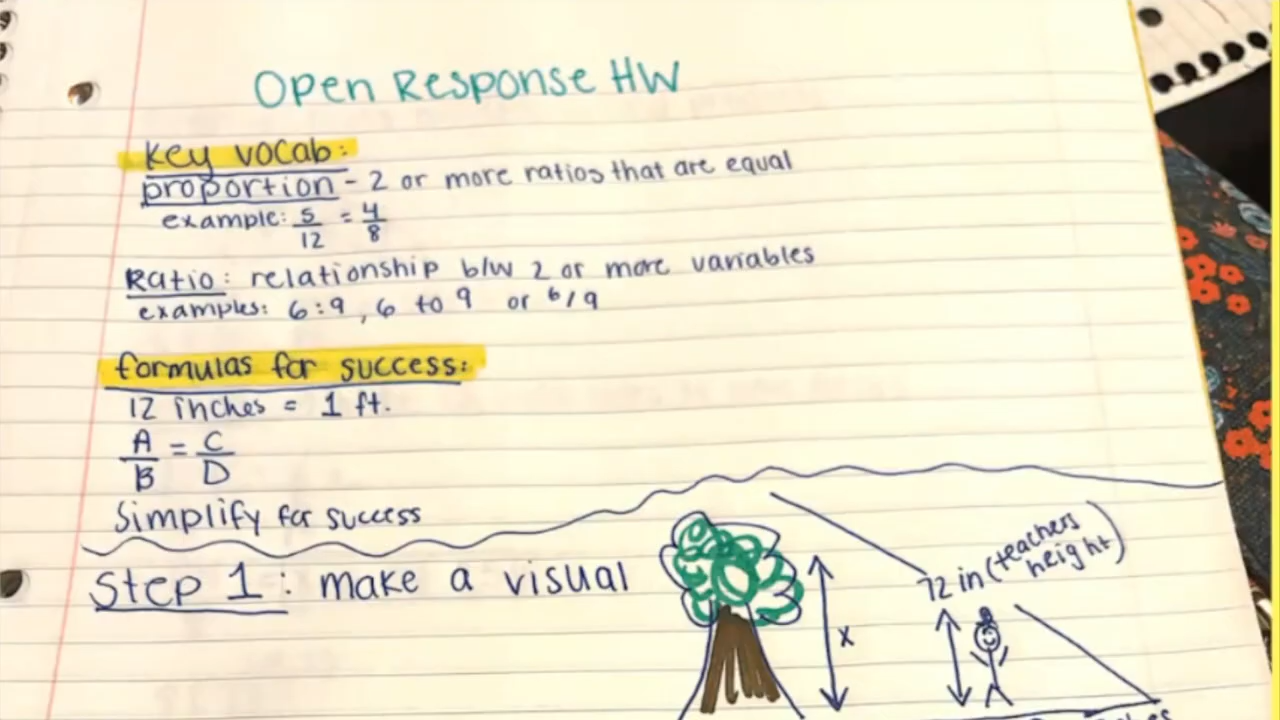 Open Response HW
Key vocab:
proportion - 2 or more ratios that are equal
example: 5/12 = 4/8
Ratio: relationship b/w 2 or more variables
examples: 6:9, 6 to 9 or 6/9
formulas for success:
12 inches = 1 ft.
A/B = C/D
Simplify for success
Step 1: make a visual
72 in (teachers
height)
x